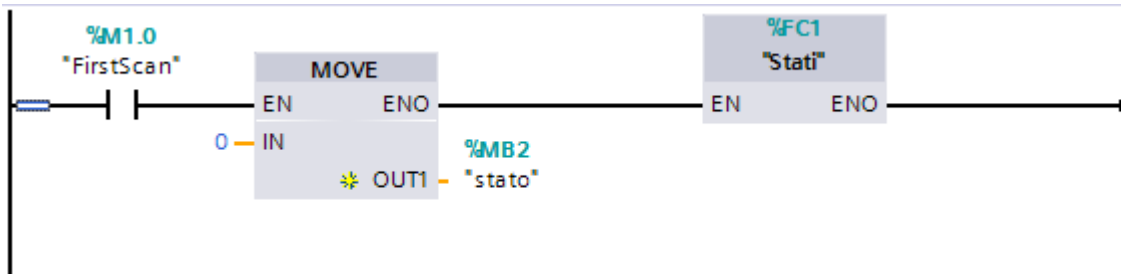 %M1.0
"FirstScan"
MOVE
EN ENO
0 IN
OUT1
%MB2
"stato"
%FC1
"Stati"
EN ENO